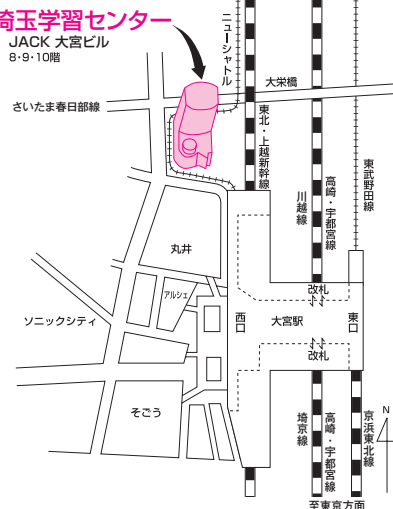 埼玉学習センター
JACK 大宮ビル
8・9・10階
ニューシャトル
大栄橋
さいたま春日部線
東北・上越新幹線
川越線
高崎・宇都宮線
東武野田線
丸井
アルシェ
ソニックシティ
西口
大宮駅
東口
改札
改札
そごう
埼京線
高崎・宇都宮線
京浜東北線
N
至東京方面